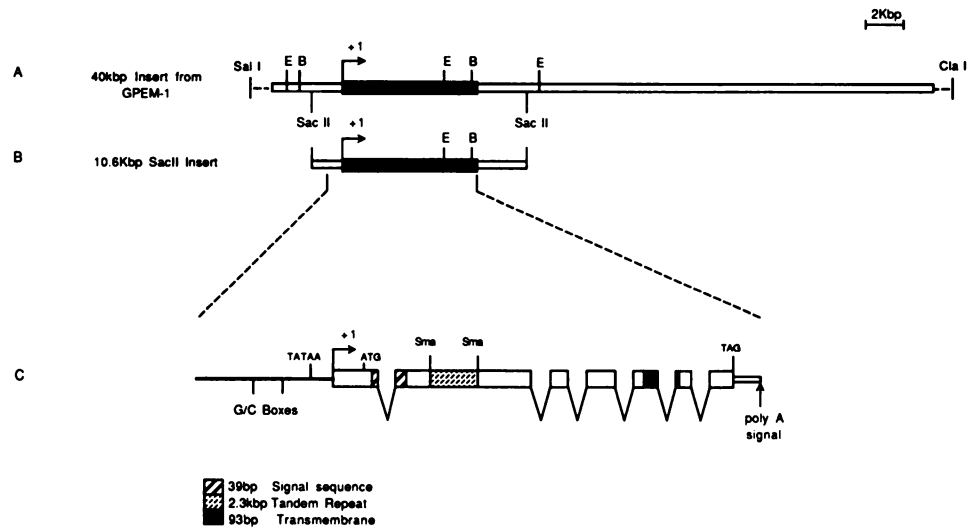 2Kbp
A
40kbp Insert from
GPEM-1
Sal I
E B
+1
E B
E
Cla I
Sac II
Sac II
B
10.6Kbp SacII Insert
+1
E B
C
TATAA
+1
ATG
Sma
Sma
TAG
G/C Boxes
poly A
signal
39bp Signal sequence
2.3kbp Tandem Repeat
93bp Transmembrane